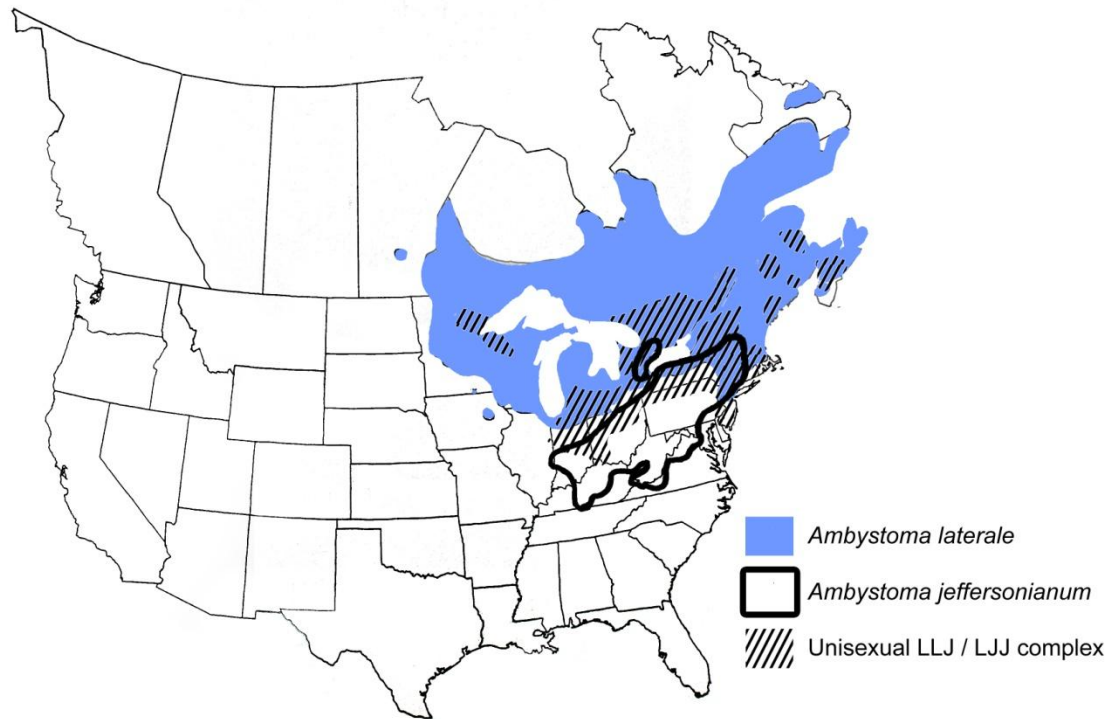 Ambystoma laterale
Ambystoma jeffersonianum
Unisexual LLJ / LJJ complex